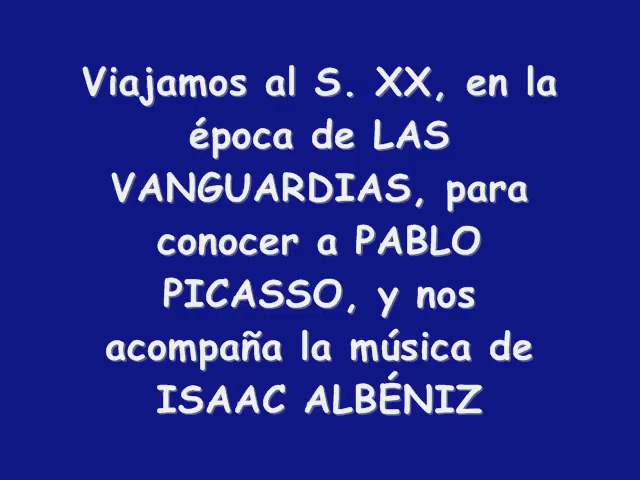 Viajamos al S. XX, en la
época de LAS
VANGUARDIAS, para
conocer a PABLO
PICASSO, y nos
acompaña la música de
ISAAC ALBÉNIZ